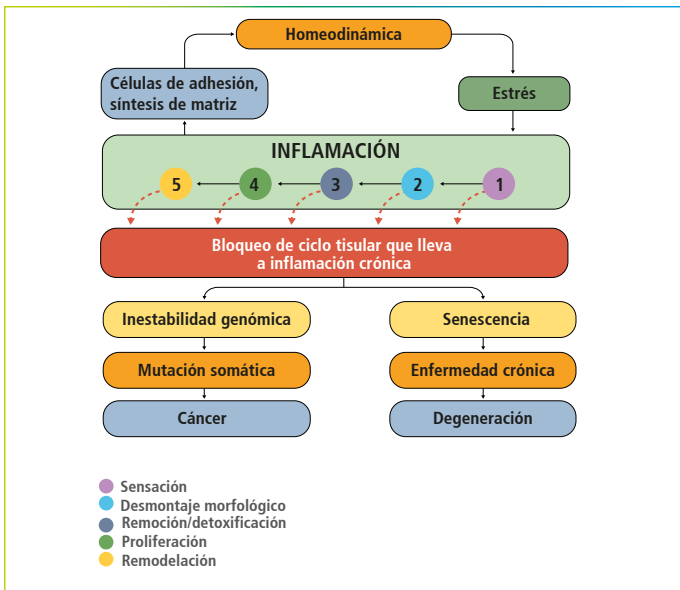 Homeodinámica
Células de adhesión,
síntesis de matriz
Estrés
INFLAMACIÓN
5
4
3
2
1
Bloqueo de ciclo tisular que lleva
a inflamación crónica
Inestabilidad genómica
Senescencia
Mutación somática
Enfermedad crónica
Cáncer
Degeneración
Sensación
Desmontaje morfológico
Remoción/detoxificación
Proliferación
Remodelación